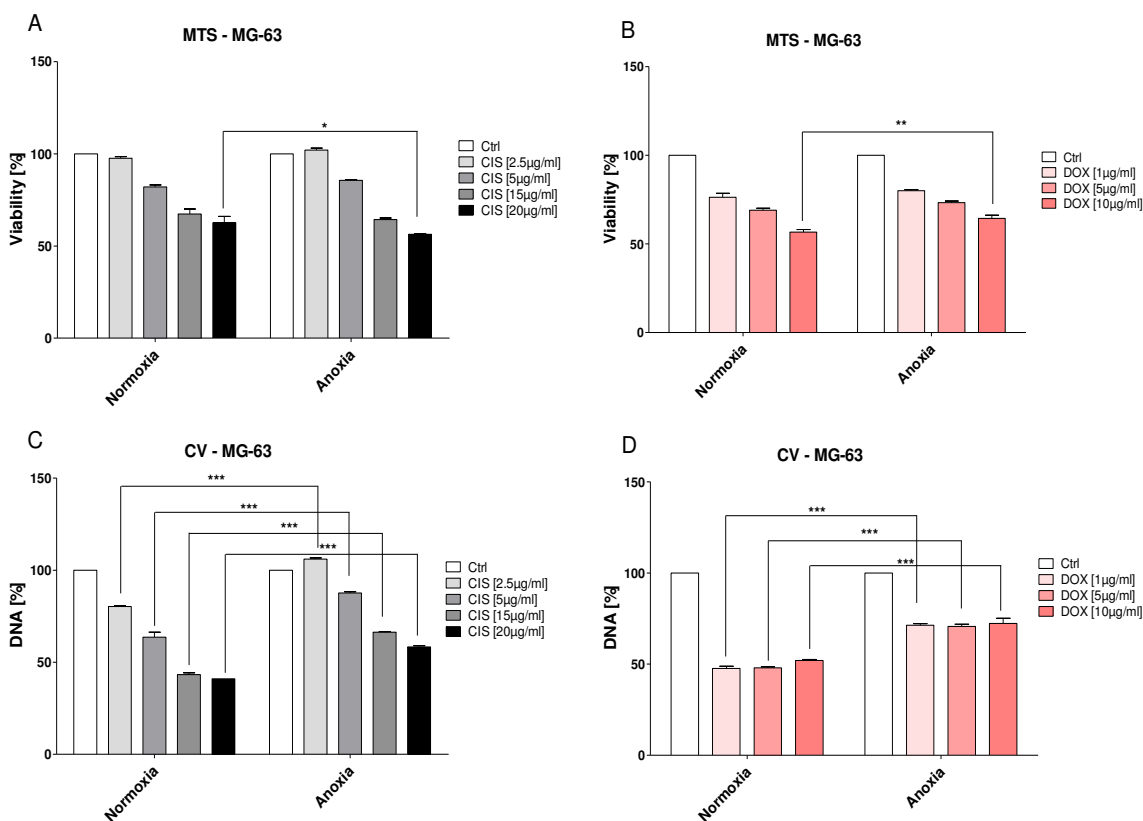 A
MTS - MG-63
Viability [%]
150
100
50
0
*
Normoxia
Anoxia
Ctrl
CIS [2.5µg/ml]
CIS [5µg/ml]
CIS [15µg/ml]
CIS [20µg/ml]
B
MTS - MG-63
Viability [%]
150
100
50
0
**
Normoxia
Anoxia
Ctrl
DOX [1µg/ml]
DOX [5µg/ml]
DOX [10µg/ml]
C
CV - MG-63
DNA [%]
150
100
50
0
***
***
***
***
Normoxia
Anoxia
Ctrl
CIS [2.5µg/ml]
CIS [5µg/ml]
CIS [15µg/ml]
CIS [20µg/ml]
D
CV - MG-63
DNA [%]
150
100
50
0
***
***
***
Normoxia
Anoxia
Ctrl
DOX [1µg/ml]
DOX [5µg/ml]
DOX [10µg/ml]